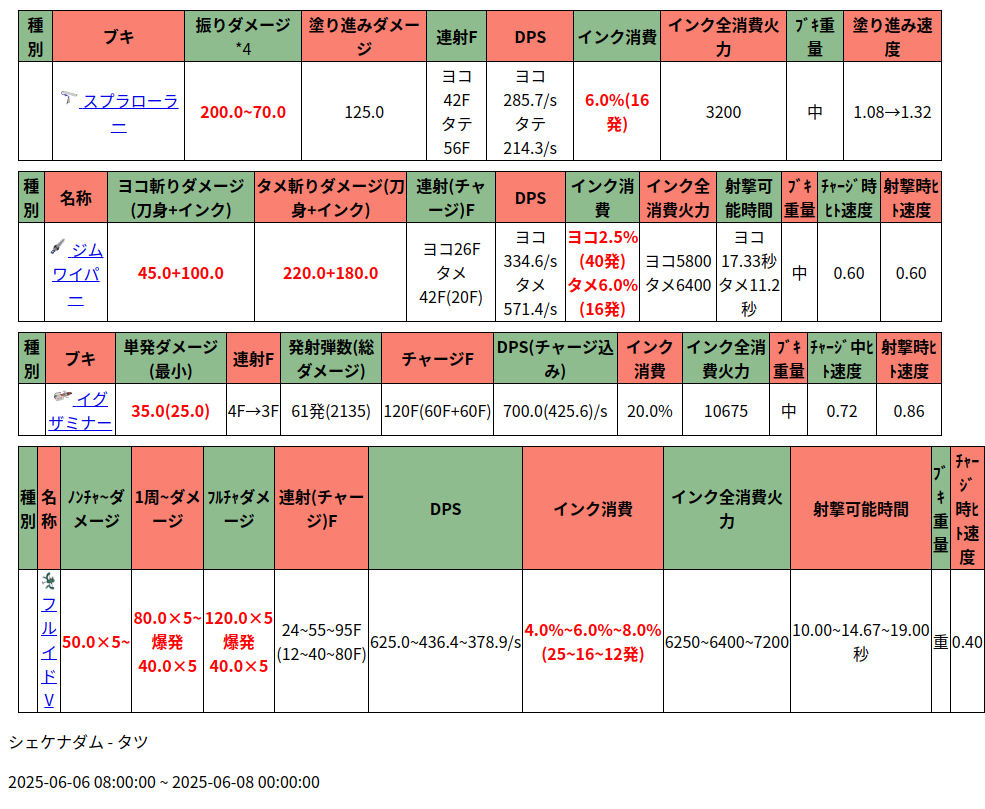 種別 ブキ 振りダメージ*4 塗り進みダメージ 連射F DPS インク消費 インク全消費火力 ブキ重量 塗り進み速度
スプラローラー 200.0~70.0 125.0 ヨコ42F タテ56F ヨコ285.7/s タテ214.3/s 6.0%(16発) 3200 中 1.08→1.32
種別 名称 ヨコ斬りダメージ(刀身+インク) タメ斬りダメージ(刀身+インク) 連射(チャージ)F DPS インク消費 インク全消費火力 射撃可能時間 ブキ重量 ﾁｬｰｼﾞ時ﾋﾄ速度 射撃時ﾋﾄ速度
ジムワイパー 45.0+100.0 220.0+180.0 ヨコ26F タメ42F(20F) ヨコ334.6/s タメ571.4/s ヨコ2.5%(40発) タメ6.0%(16発) ヨコ5800 タメ6400 ヨコ17.33秒 タメ11.2秒 中 0.60 0.60
種別 ブキ 単発ダメージ(最小) 連射F 発射弾数(総ダメージ) チャージF DPS(チャージ込み) インク消費 インク全消費火力 ブキ重量 ﾁｬｰｼﾞ中ﾋﾄ速度 射撃時ﾋﾄ速度
イグザミナー 35.0(25.0) 4F→3F 61発(2135) 120F(60F+60F) 700.0(425.6)/s 20.0% 10675 中 0.72 0.86
種別 名称 ﾉﾝﾁｬ~ダメージ 1周~ダメージ ﾌﾙﾁｬダメージ 連射(チャージ)F DPS インク消費 インク全消費火力 射撃可能時間 ブキ重量 ﾁｬｰｼﾞ時ﾋﾄ速度
フルイドV 50.0×5~ 80.0×5~爆発40.0×5 120.0×5爆発40.0×5 24~55~95F(12~40~80F) 625.0~436.4~378.9/s 4.0%~6.0%~8.0%(25~16~12発) 6250~6400~7200 10.00~14.67~19.00秒 重 0.40
シェケナダム - タツ
2025-06-06 08:00:00 ~ 2025-06-08 00:00:00